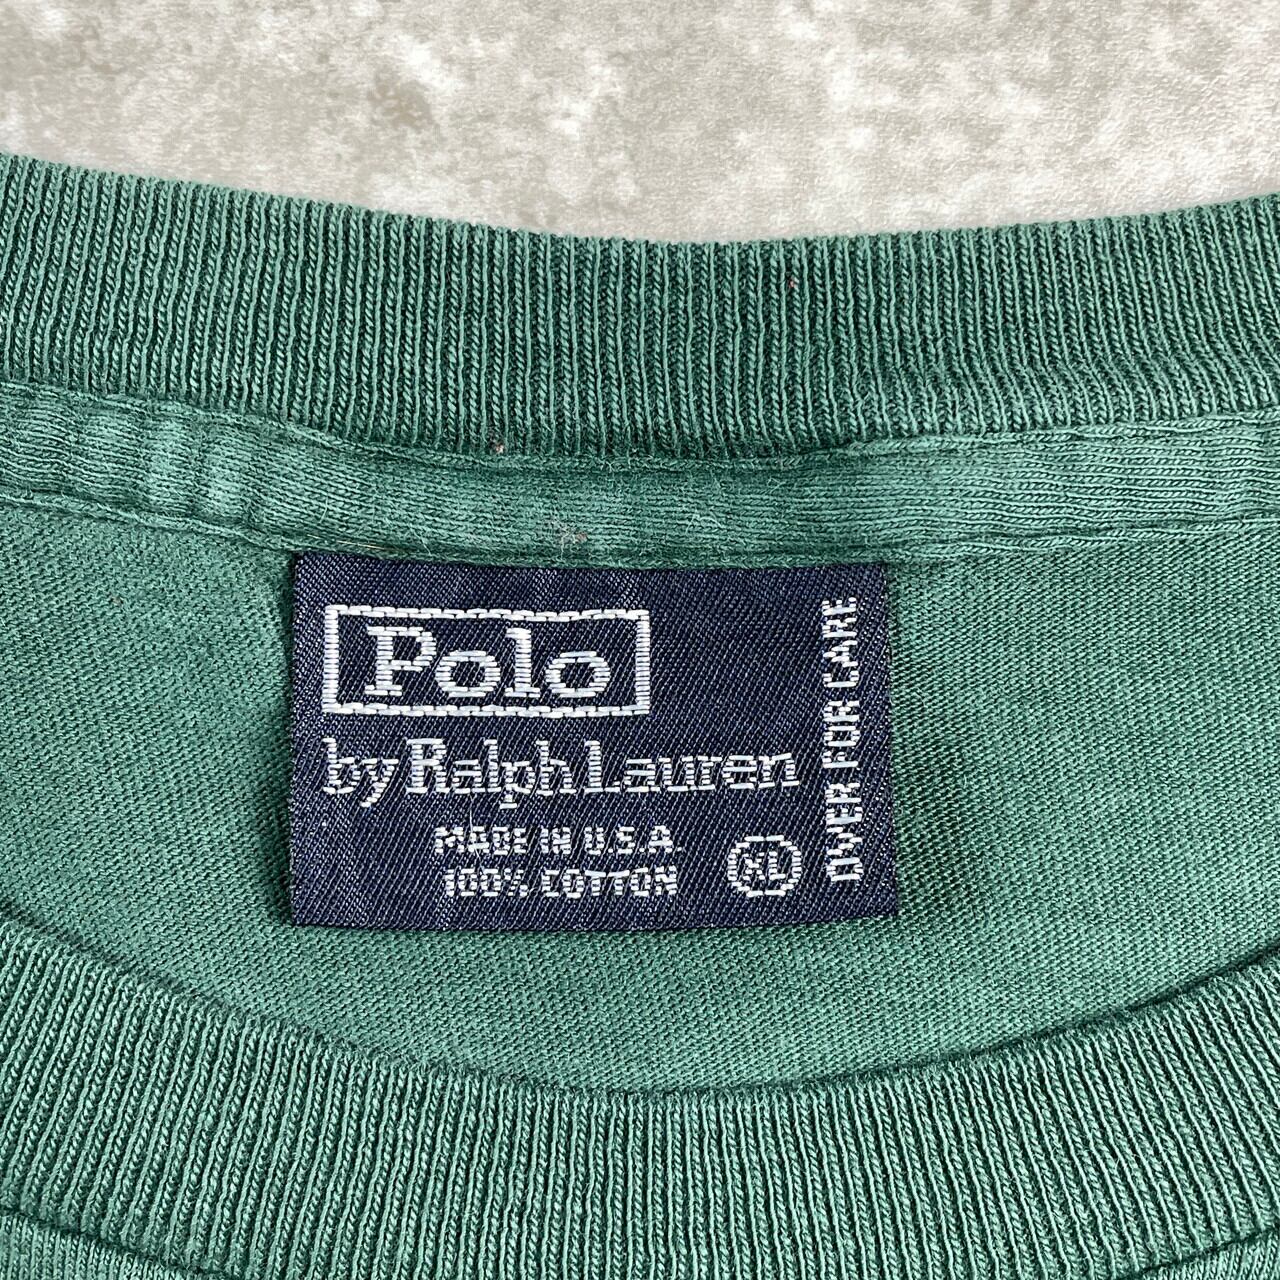 Polo
by Ralph Lauren
MADE IN U.S.A.
100% COTTON
XL
OVER FOR CARE